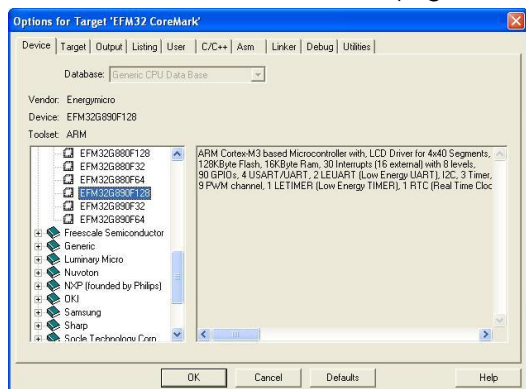 Options for Target 'EFM32 CoreMark'
Device Target Output Listing User C/C++ Asm Linker Debug Utilities
Database: Generic CPU Data Base
Vendor: Energymicro
Device: EFM32G890F128
Toolset: ARM
EFM32G880F128
EFM32G880F32
EFM32G880F64
EFM32G890F128
EFM32G890F32
EFM32G890F64
Freescale Semiconductor
Generic
Luminary Micro
Nuvoton
NXP (founded by Philips)
OKI
Samsung
Sharp
Socle Technology Corp
ARM Cortex-M3 based Microcontroller with, LCD Driver for 4x40 Segments,
128KByte Flash, 16KByte Ram, 30 Interrupts (16 external) with 8 levels,
90 GPIOs, 4 USART/UART, 2 LEUART (Low Energy UART), I2C, 3 Timer,
9 PWM channel, 1 LETIMER (Low Energy TIMER), 1 RTC (Real Time Cloc
OK Cancel Defaults Help